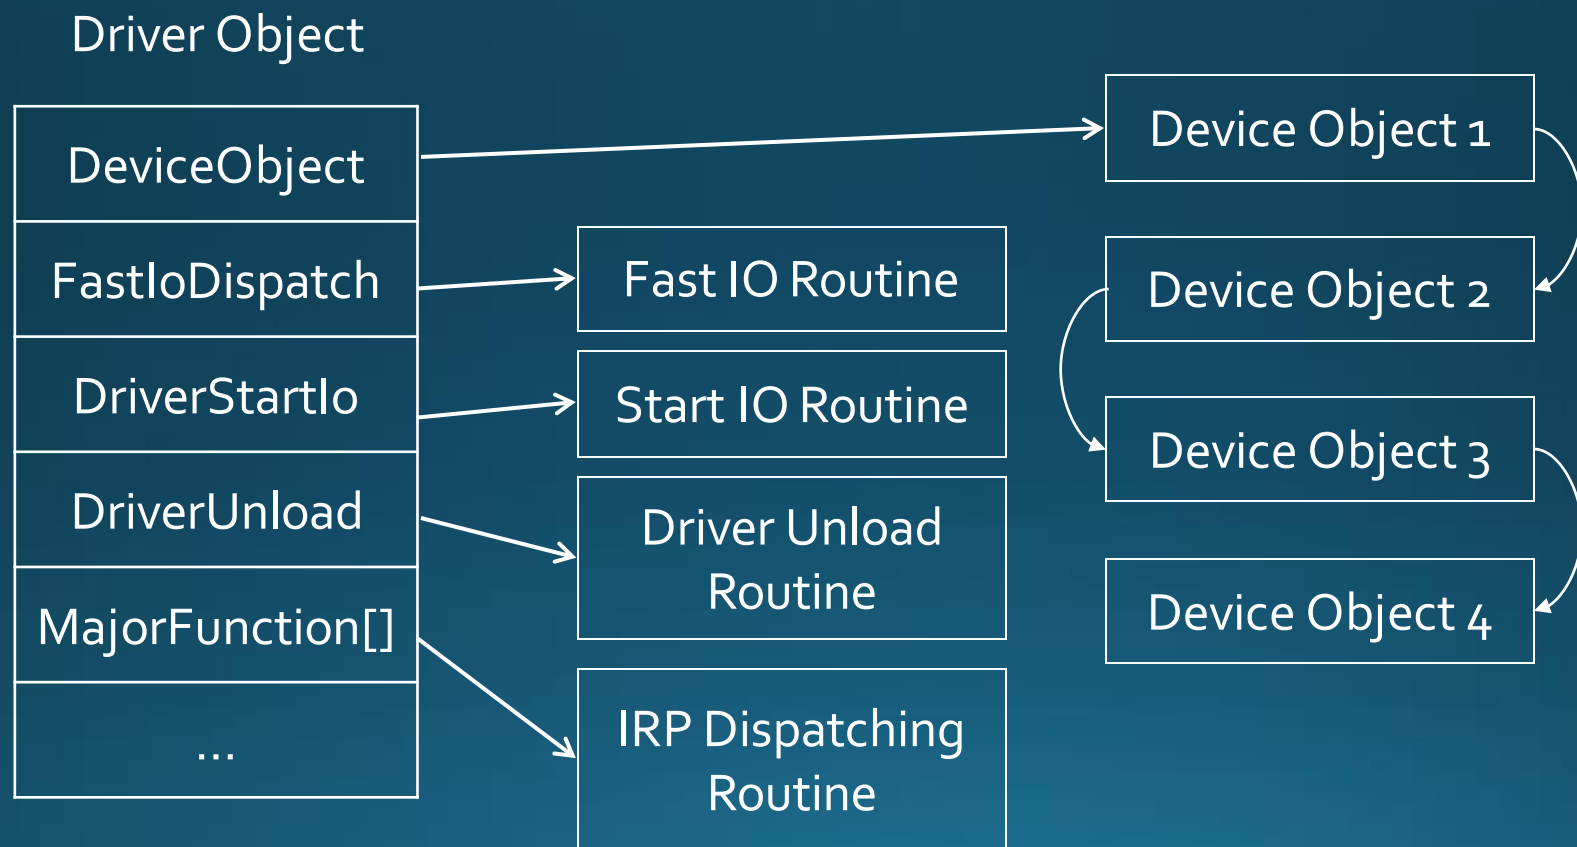 Driver Object
DeviceObject
FastIoDispatch
DriverStartIo
DriverUnload
MajorFunction[]
...
Fast IO Routine
Start IO Routine
Driver Unload
Routine
IRP Dispatching
Routine
Device Object 1
Device Object 2
Device Object 3
Device Object 4